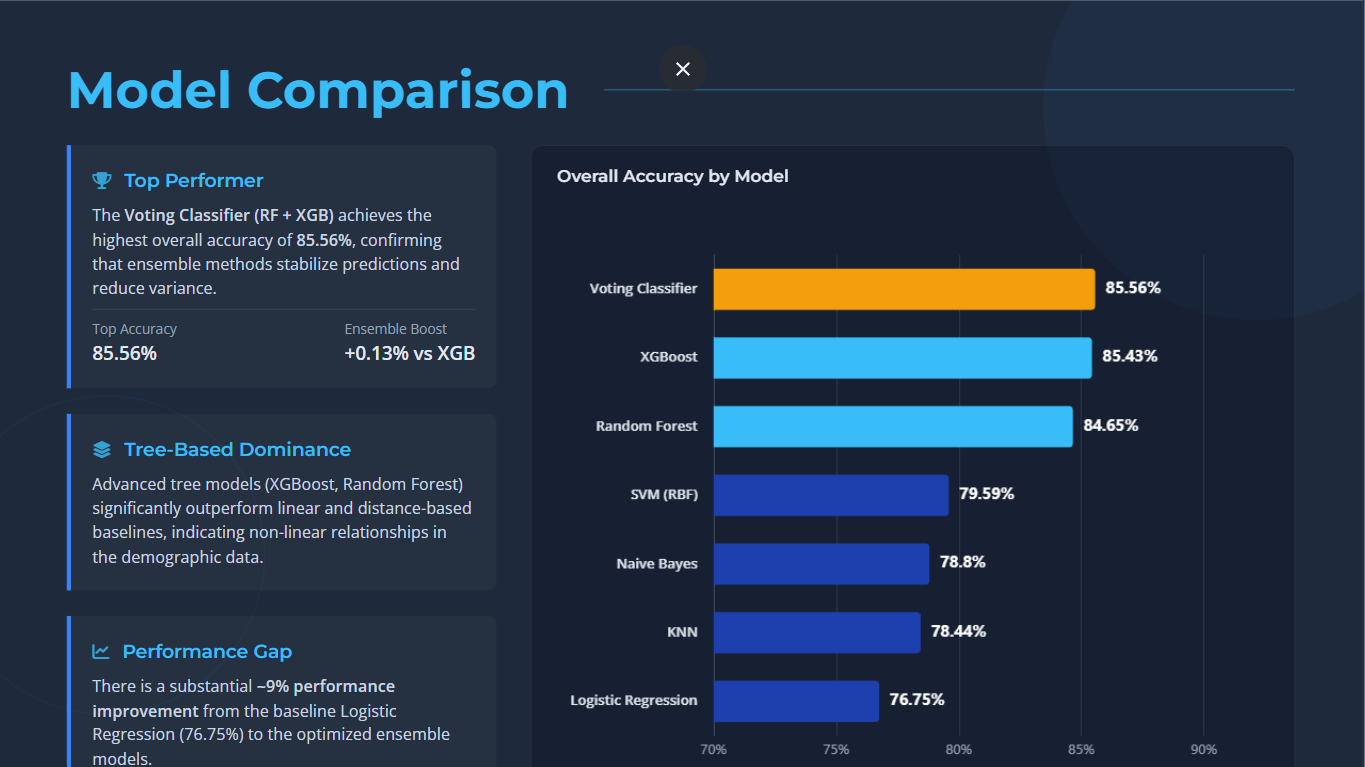 Model Comparison
Top Performer
The Voting Classifier (RF + XGB) achieves the
highest overall accuracy of 85.56%, confirming
that ensemble methods stabilize predictions and
reduce variance.
Top Accuracy
85.56%
Ensemble Boost
+0.13% vs XGB
Tree-Based Dominance
Advanced tree models (XGBoost, Random Forest)
significantly outperform linear and distance-based
baselines, indicating non-linear relationships in
the demographic data.
Performance Gap
There is a substantial ~9% performance
improvement from the baseline Logistic
Regression (76.75%) to the optimized ensemble
models.
Overall Accuracy by Model
Voting Classifier 85.56%
XGBoost 85.43%
Random Forest 84.65%
SVM (RBF) 79.59%
Naive Bayes 78.8%
KNN 78.44%
Logistic Regression 76.75%
70% 75% 80% 85% 90%